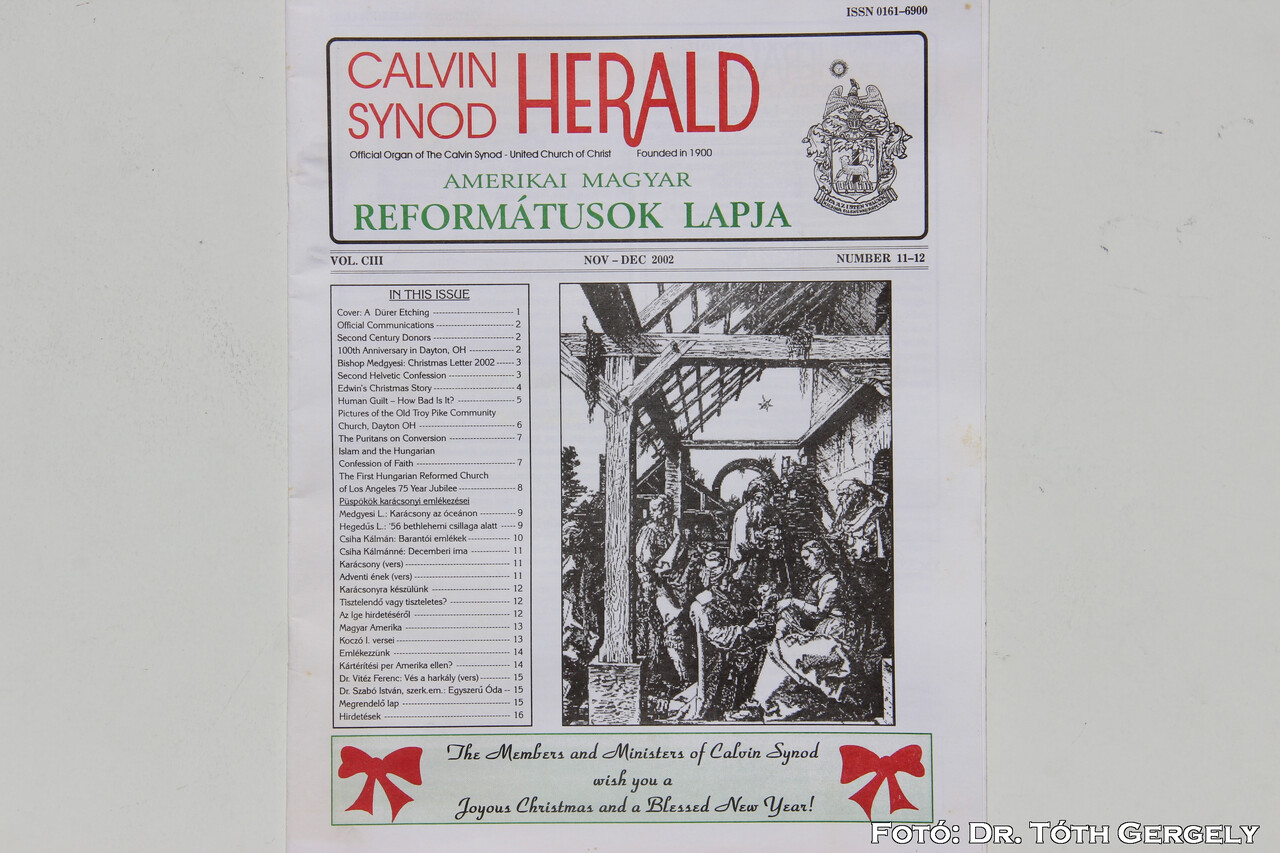 ISSN 0161–6900
CALVIN SYNOD HERALD
Official Organ of The Calvin Synod - United Church of Christ Founded in 1900
AMERIKAI MAGYAR
REFORMÁTUSOK LAPJA
VOL. CIII NOV – DEC 2002 NUMBER 11–12
IN THIS ISSUE
Cover: A Dürer Etching 1
Official Communications 2
Second Century Donors 2
100th Anniversary in Dayton, OH 2
Bishop Medgyesi: Christmas Letter 2002 3
Second Helvetic Confession 3
Edwin's Christmas Story 4
Human Guilt – How Bad Is It? 5
Pictures of the Old Troy Pike Community
Church, Dayton OH 6
The Puritans on Conversion 7
Islam and the Hungarian
Confession of Faith 7
The First Hungarian Reformed Church
of Los Angeles 75 Year Jubilee 8
Püspökök karácsonyi emlékezései
Medgyesi L.: Karácsony az óceánon 9
Hegedűs L.: '56 bethlehemi csillaga alatt 9
Csiha Kálmán: Barantói emlékek 10
Csiha Kálmánné: Decemberi ima 11
Karácsony (vers) 11
Adventi ének (vers) 11
Karácsonyra készülünk 12
Tisztelendő vagy tiszteletes? 12
Az Ige hirdetéséről 12
Magyar Amerika 13
Koczó I. versei 13
Emlékezzünk 14
Kártérítési per Amerika ellen? 14
Dr. Vitéz Ferenc: Vés a harkály (vers) 15
Dr. Szabó István, szerk.em.: Egyszerű Óda 15
Megrendelő lap 15
Hirdetések 16
The Members and Ministers of Calvin Synod
wish you a
Joyous Christmas and a Blessed New Year!
Fotó: Dr. Tóth Gergely